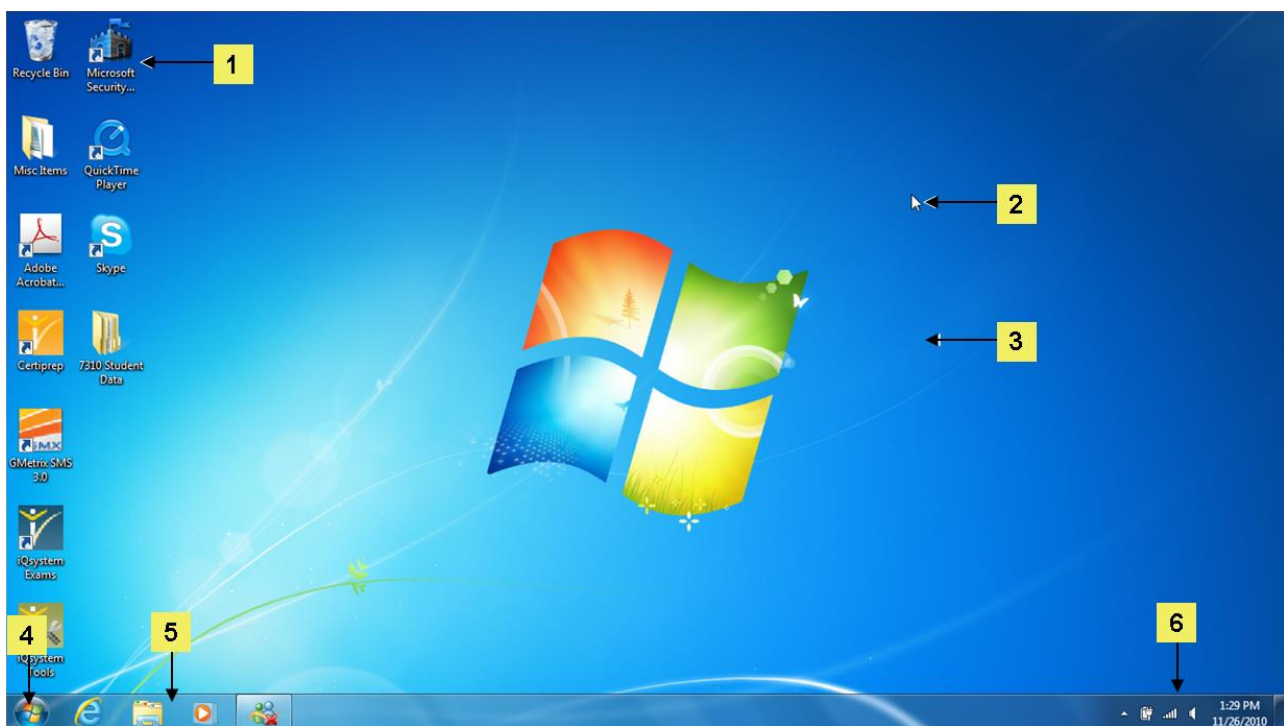 1
Recycle Bin
Microsoft
Security...
2
Misc Items
QuickTime
Player
Adobe
Acrobat...
Skype
3
Certiprep
7310 Student
Data
GMX
GMetrix SMS
3.0
iQsystem
Exams
4
iQsystem
Tools
5
6
1:29 PM
11/26/2010